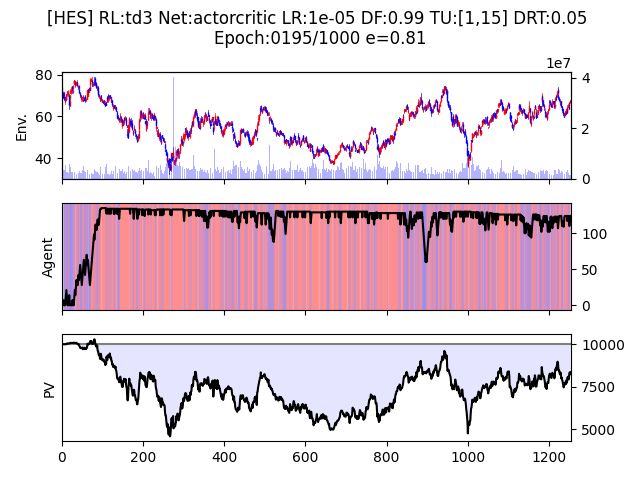 [HES] RL:td3 Net:actorcritic LR:1e-05 DF:0.99 TU:[1,15] DRT:0.05
Epoch:0195/1000 e=0.81
1e7
80
60
40
Env.
4
2
0
Agent
100
50
0
PV
10000
7500
5000
0 200 400 600 800 1000 1200